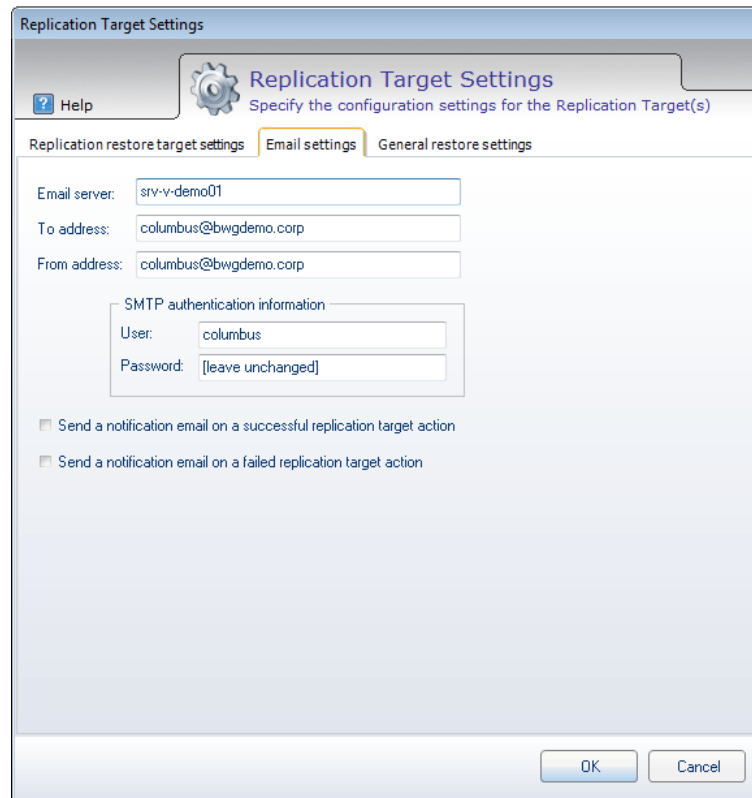 Replication Target Settings
Replication Target Settings
? Help
Specify the configuration settings for the Replication Target(s)
Replication restore target settings Email settings General restore settings
Email server: srv-v-demo01
To address: columbus@bwgdemo.corp
From address: columbus@bwgdemo.corp
SMTP authentication information
User: columbus
Password: [leave unchanged]
Send a notification email on a successful replication target action
Send a notification email on a failed replication target action
OK Cancel